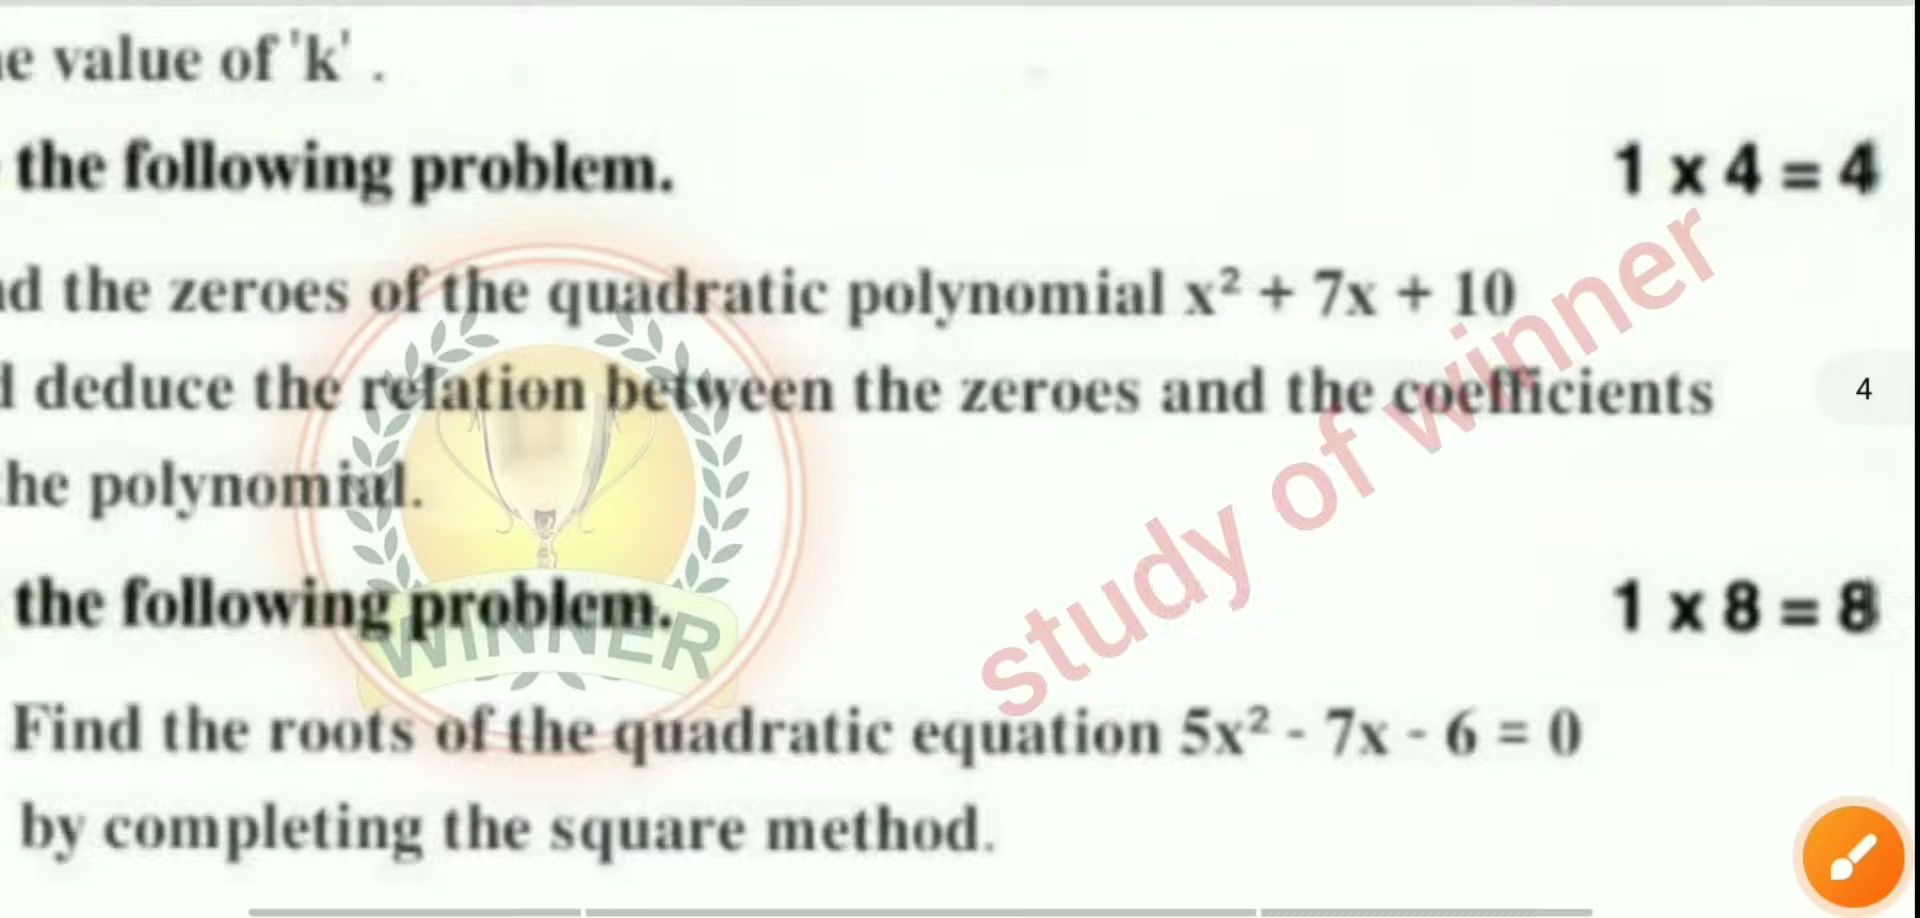 e value of 'k' .
the following problem.
1 x 4 = 4
d the zeroes of the quadratic polynomial x² + 7x + 10
deduce the relation between the zeroes and the coefficients
4
he polynomial.
the following problem.
1 x 8 = 8
WINNER
study of winner
Find the roots of the quadratic equation 5x² - 7x - 6 = 0
by completing the square method.